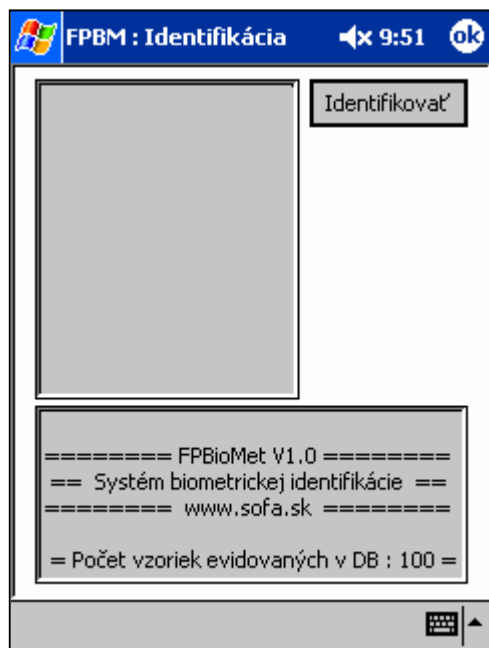 FPBM : Identifikácia 9:51 ok
Identifikovať
======== FPBioMet V1.0 ========
== Systém biometrickej identifikácie ==
======== www.sofa.sk ========
= Počet vzoriek evidovaných v DB : 100 =